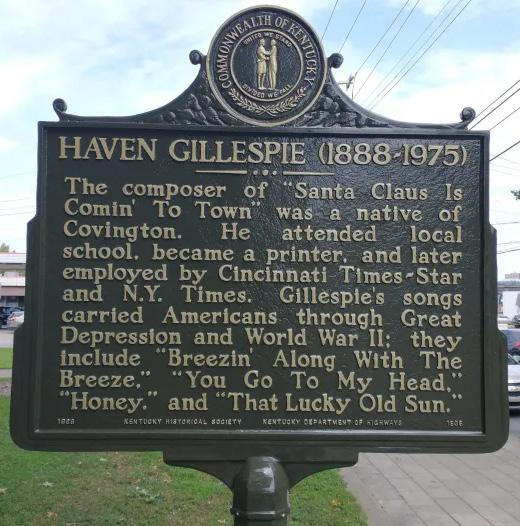 COMMONWEALTH OF KENTUCKY
UNITED WE STAND
DIVIDED WE FALL
HAVEN GILLESPIE (1888-1975)
The composer of "Santa Claus Is
Comin' To Town" was a native of
Covington. He attended local
school, became a printer, and later
employed by Cincinnati Times-Star
and N.Y. Times. Gillespie's songs
carried Americans through Great
Depression and World War II; they
include "Breezin' Along With The
Breeze," "You Go To My Head,"
"Honey," and "That Lucky Old Sun."
KENTUCKY HISTORICAL SOCIETY KENTUCKY DEPARTMENT OF HIGHWAYS